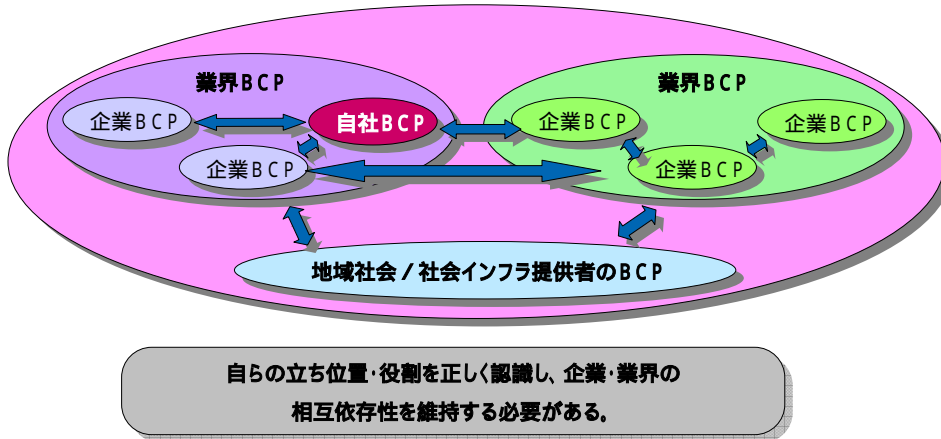 業界BCP
業界BCP
企業BCP
自社BCP
企業BCP
企業BCP
企業BCP
企業BCP
地域社会/社会インフラ提供者のBCP
自らの立ち位置・役割を正しく認識し、企業・業界の
相互依存性を維持する必要がある。